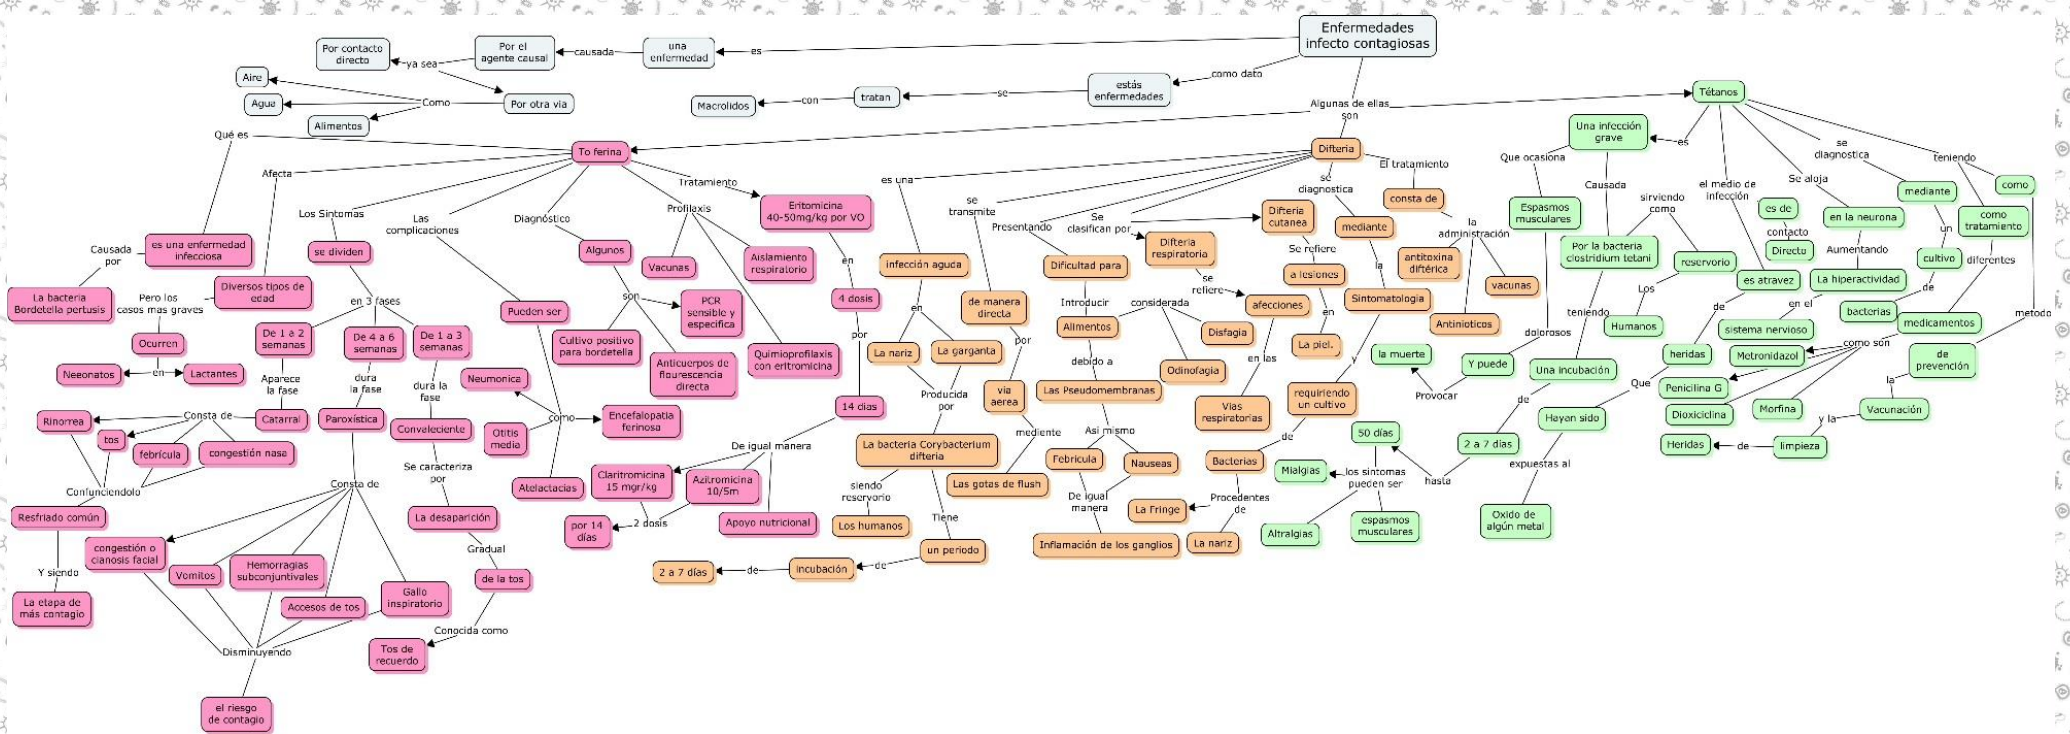 Enfermedades
infecto contagiosas
es
una
enfermedad
causada
Por el
agente causal
ya sea
Por contacto
directo
Por otra via
Como
Aire
Agua
Alimentos
como dato
estás
enfermedades
se
tratan
con
Macrolidos
Algunas de ellas
son
To ferina
Qué es
es una enfermedad
infecciosa
Causada
por
La bacteria
Bordetella pertusis
Afecta
Diversos tipos de
edad
Pero los
casos mas graves
Ocurren
en
Neeonatos
Lactantes
Los Sintomas
se dividen
en 3 fases
De 1 a 2
semanas
Aparece
la fase
Catarral
Consta de
Rinorrea
tos
febrícula
congestión nasa
Confunciendolo
Resfriado común
Y siendo
La etapa de
más contagio
De 4 a 6
semanas
dura
la fase
Paroxística
Consta de
congestión o
cianosis facial
Vomitos
Hemorragias
subconjuntivales
Accesos de tos
Gallo
inspiratorio
Disminuyendo
el riesgo
de contagio
De 1 a 3
semanas
dura la
fase
Convaleciente
Se caracteriza
por
La desaparición
Gradual
de la tos
Conocida como
Tos de
recuerdo
Las
complicaciones
Pueden ser
como
Neumonica
Otitis
media
Encefalopatia
ferinosa
Atelactacias
Diagnóstico
Algunos
son
PCR
sensible y
especifica
Cultivo positivo
para bordetella
Anticuerpos de
flourescencia
directa
Profilaxis
Vacunas
Aislamiento
respiratorio
Quimioprofilaxis
con eritromicina
Tratamiento
Eritomicina
40-50mg/kg por VO
en
4 dosis
por
14 dias
De igual manera
Claritromicina
15 mgr/kg
Azitromicina
10/5m
Apoyo nutricional
2 dosis
por 14
días
Difteria
es una
infección aguda
en
La nariz
La garganta
Producida
por
La bacteria Corybacterium
difteria
siendo
reservorio
Los humanos
Tiene
un periodo
de
Incubación
de
2 a 7 días
se
transmite
de manera
directa
por
via
aerea
mediente
Las gotas de flush
Presentando
Dificultad para
Introducir
Alimentos
considerada
Disfagia
Odinofagia
debido a
Las Pseudomembranas
Asi mismo
Febricula
Nauseas
De igual
manera
Inflamación de los ganglios
Se
clasifican por
Difteria
respiratoria
se
refiere
afecciones
en las
Vias
respiratorias
Difteria
cutanea
Se refiere
a lesiones
en
La piel.
se
diagnostica
mediante
la
Sintomatologia
y
requiriendo
un cultivo
de
Bacterias
Procedentes
de
La Fringe
La nariz
El tratamiento
consta de
la
administración
antitoxina
diftérica
Antinioticos
vacunas
Tétanos
es
Una infección
grave
Que ocasiona
Espasmos
musculares
dolorosos
Y puede
Provocar
la muerte
Causada
Por la bacteria
clostridium tetani
sirviendo
como
reservorio
Los
Humanos
teniendo
Una incubación
de
2 a 7 dias
hasta
50 días
los sintomas
pueden ser
Mialgias
Altralgias
espasmos
musculares
el medio de
infección
es atravez
es de
contacto
Directo
de
heridas
Que
Hayan sido
expuestas al
Oxido de
algún metal
Se aloja
en la neurona
Aumentando
La hiperactividad
en el
sistema nervioso
se
diagnostica
mediante
un
cultivo
de
bacterias
teniendo
como
tratamiento
diferentes
medicamentos
como son
Metronidazol
Penicilina G
Dioxiciclina
Morfina
como
metodo
de
prevención
la
Vacunación
y la
limpieza
de
Heridas